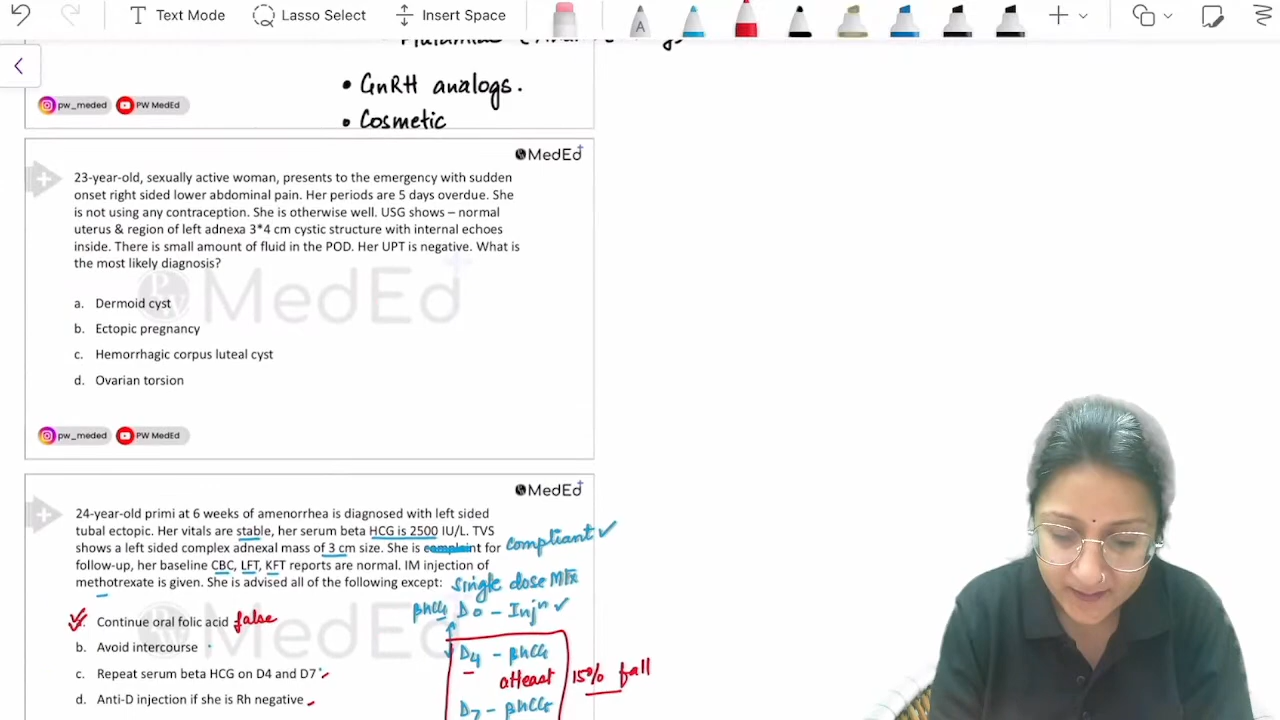 Text Mode
Lasso Select
Insert Space
A
• GnRH analogs.
• Cosmetic
pw_meded PW MedEd
MedEd
23-year-old, sexually active woman, presents to the emergency with sudden
onset right sided lower abdominal pain. Her periods are 5 days overdue. She
is not using any contraception. She is otherwise well. USG shows – normal
uterus & region of left adnexa 3*4 cm cystic structure with internal echoes
inside. There is small amount of fluid in the POD. Her UPT is negative. What is
the most likely diagnosis?
MedEd
a. Dermoid cyst
b. Ectopic pregnancy
c. Hemorrhagic corpus luteal cyst
d. Ovarian torsion
pw_meded PW MedEd
MedEd
24-year-old primi at 6 weeks of amenorrhea is diagnosed with left sided
tubal ectopic. Her vitals are stable, her serum beta HCG is 2500 IU/L. TVS
shows a left sided complex adnexal mass of 3 cm size. She is complaint for compliant ✓
follow-up, her baseline CBC, LFT, KFT reports are normal. IM injection of
methotrexate is given. She is advised all of the following except: single dose MTx
βHCG D0 - Injⁿ ✓
Continue oral folic acid false
MedEd
b. Avoid intercourse
D4 - βHCG
c. Repeat serum beta HCG on D4 and D7
atleast 15% fall
d. Anti-D injection if she is Rh negative
D7 - βHCG